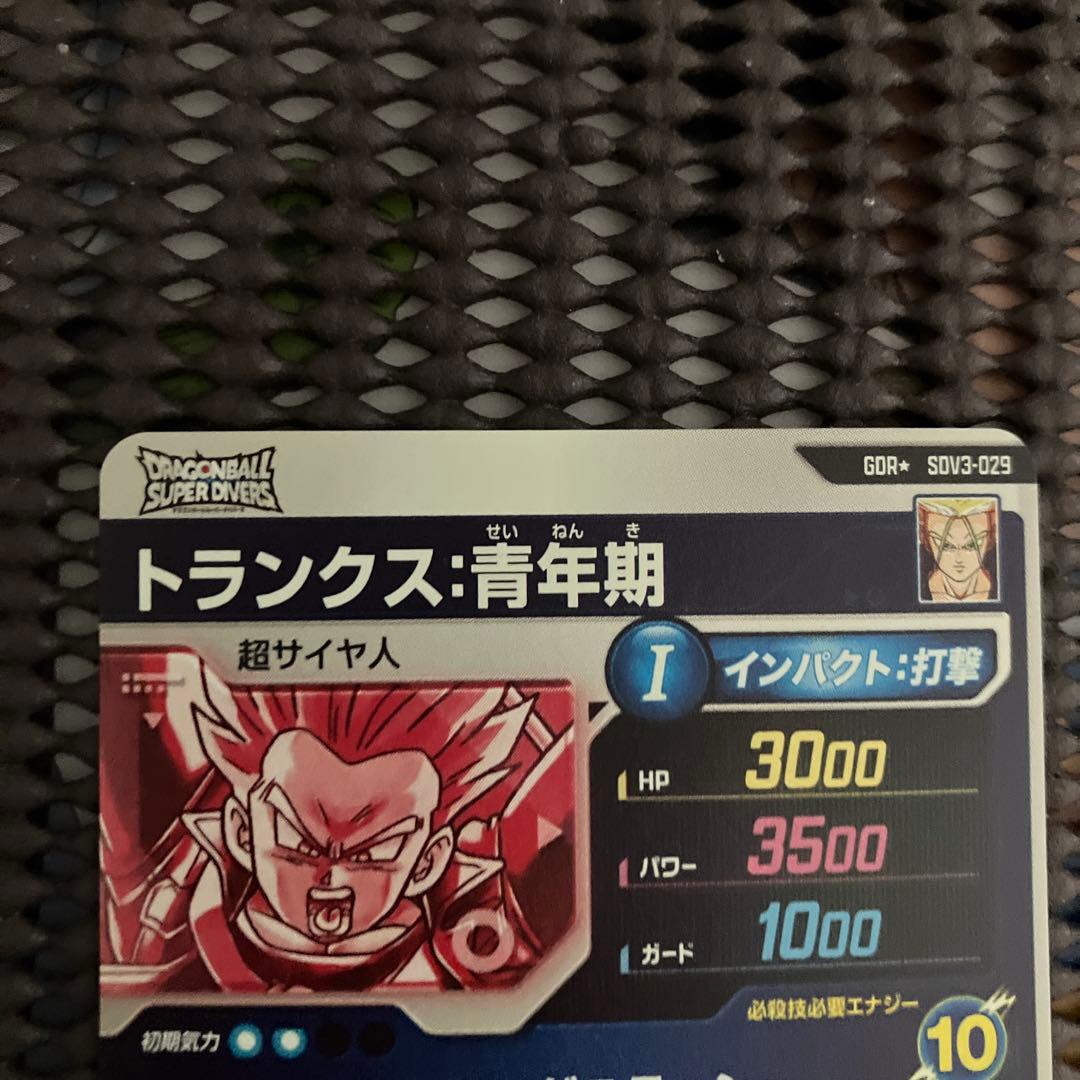 DRAGONBALL
SUPER DIVERS
GDR★ SDV3-029
せい ねん き
トランクス:青年期
超サイヤ人
I インパクト:打撃
HP 3000
パワー 3500
ガード 1000
必殺技必要エナジー
10
初期気力